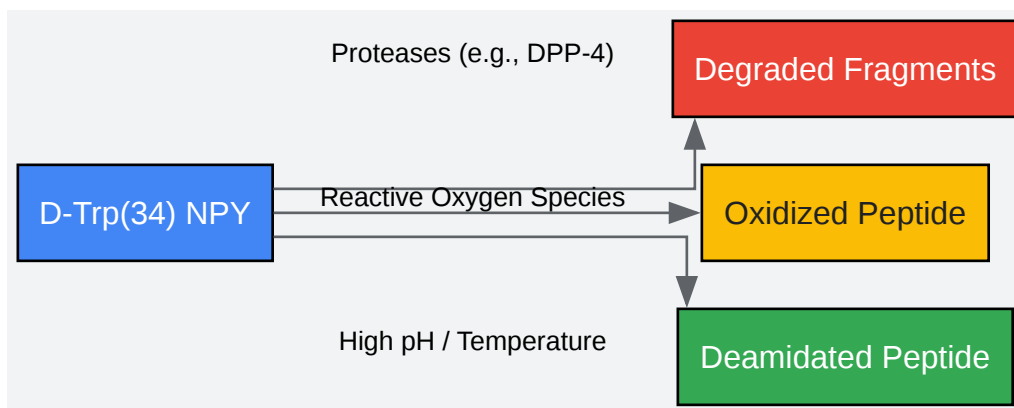 Proteases (e.g., DPP-4)
Degraded Fragments
D-Trp(34) NPY
Reactive Oxygen Species
Oxidized Peptide
High pH / Temperature
Deamidated Peptide